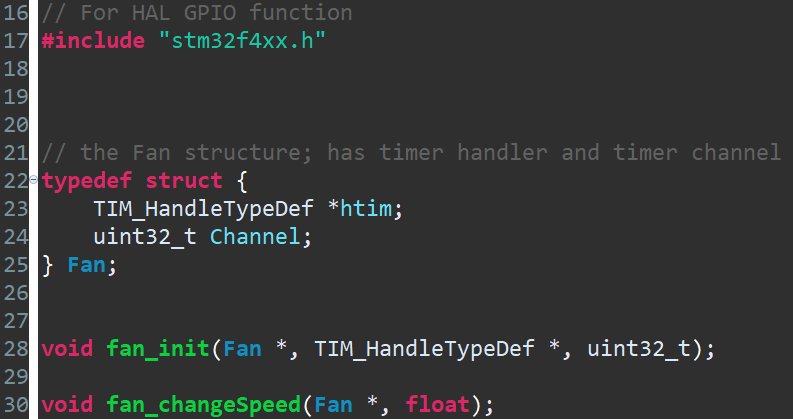 16 // For HAL GPIO function
17 #include "stm32f4xx.h"
18
19
20
21 // the Fan structure; has timer handler and timer channel
22 typedef struct {
23     TIM_HandleTypeDef *htim;
24     uint32_t Channel;
25 } Fan;
26
27
28 void fan_init(Fan *, TIM_HandleTypeDef *, uint32_t);
29
30 void fan_changeSpeed(Fan *, float);